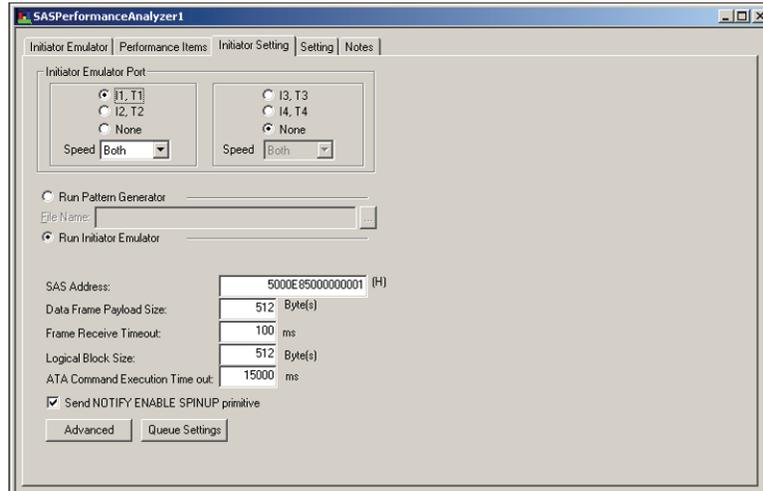 SASPerformanceAnalyzer1
Initiator Emulator Performance Items Initiator Setting Setting Notes
Initiator Emulator Port
I1, T1 I3, T3
I2, T2 I4, T4
None None
Speed Both Speed Both
Run Pattern Generator
File Name: ...
Run Initiator Emulator
SAS Address: 5000E85000000001 (H)
Data Frame Payload Size: 512 Byte(s)
Frame Receive Timeout: 100 ms
Logical Block Size: 512 Byte(s)
ATA Command Execution Time out: 15000 ms
Send NOTIFY ENABLE SPINUP primitive
Advanced Queue Settings